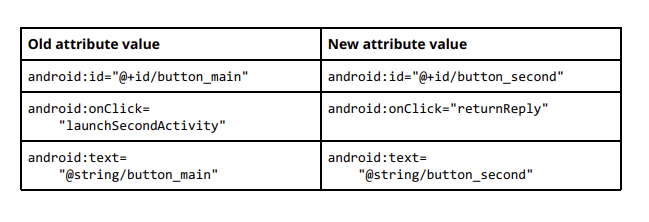 Old attribute value
New attribute value
android:id="@+id/button_main"
android:id="@+id/button_second"
android:onClick=
"launchSecondActivity"
android:onClick="returnReply"
android:text=
"@string/button_main"
android:text=
"@string/button_second"